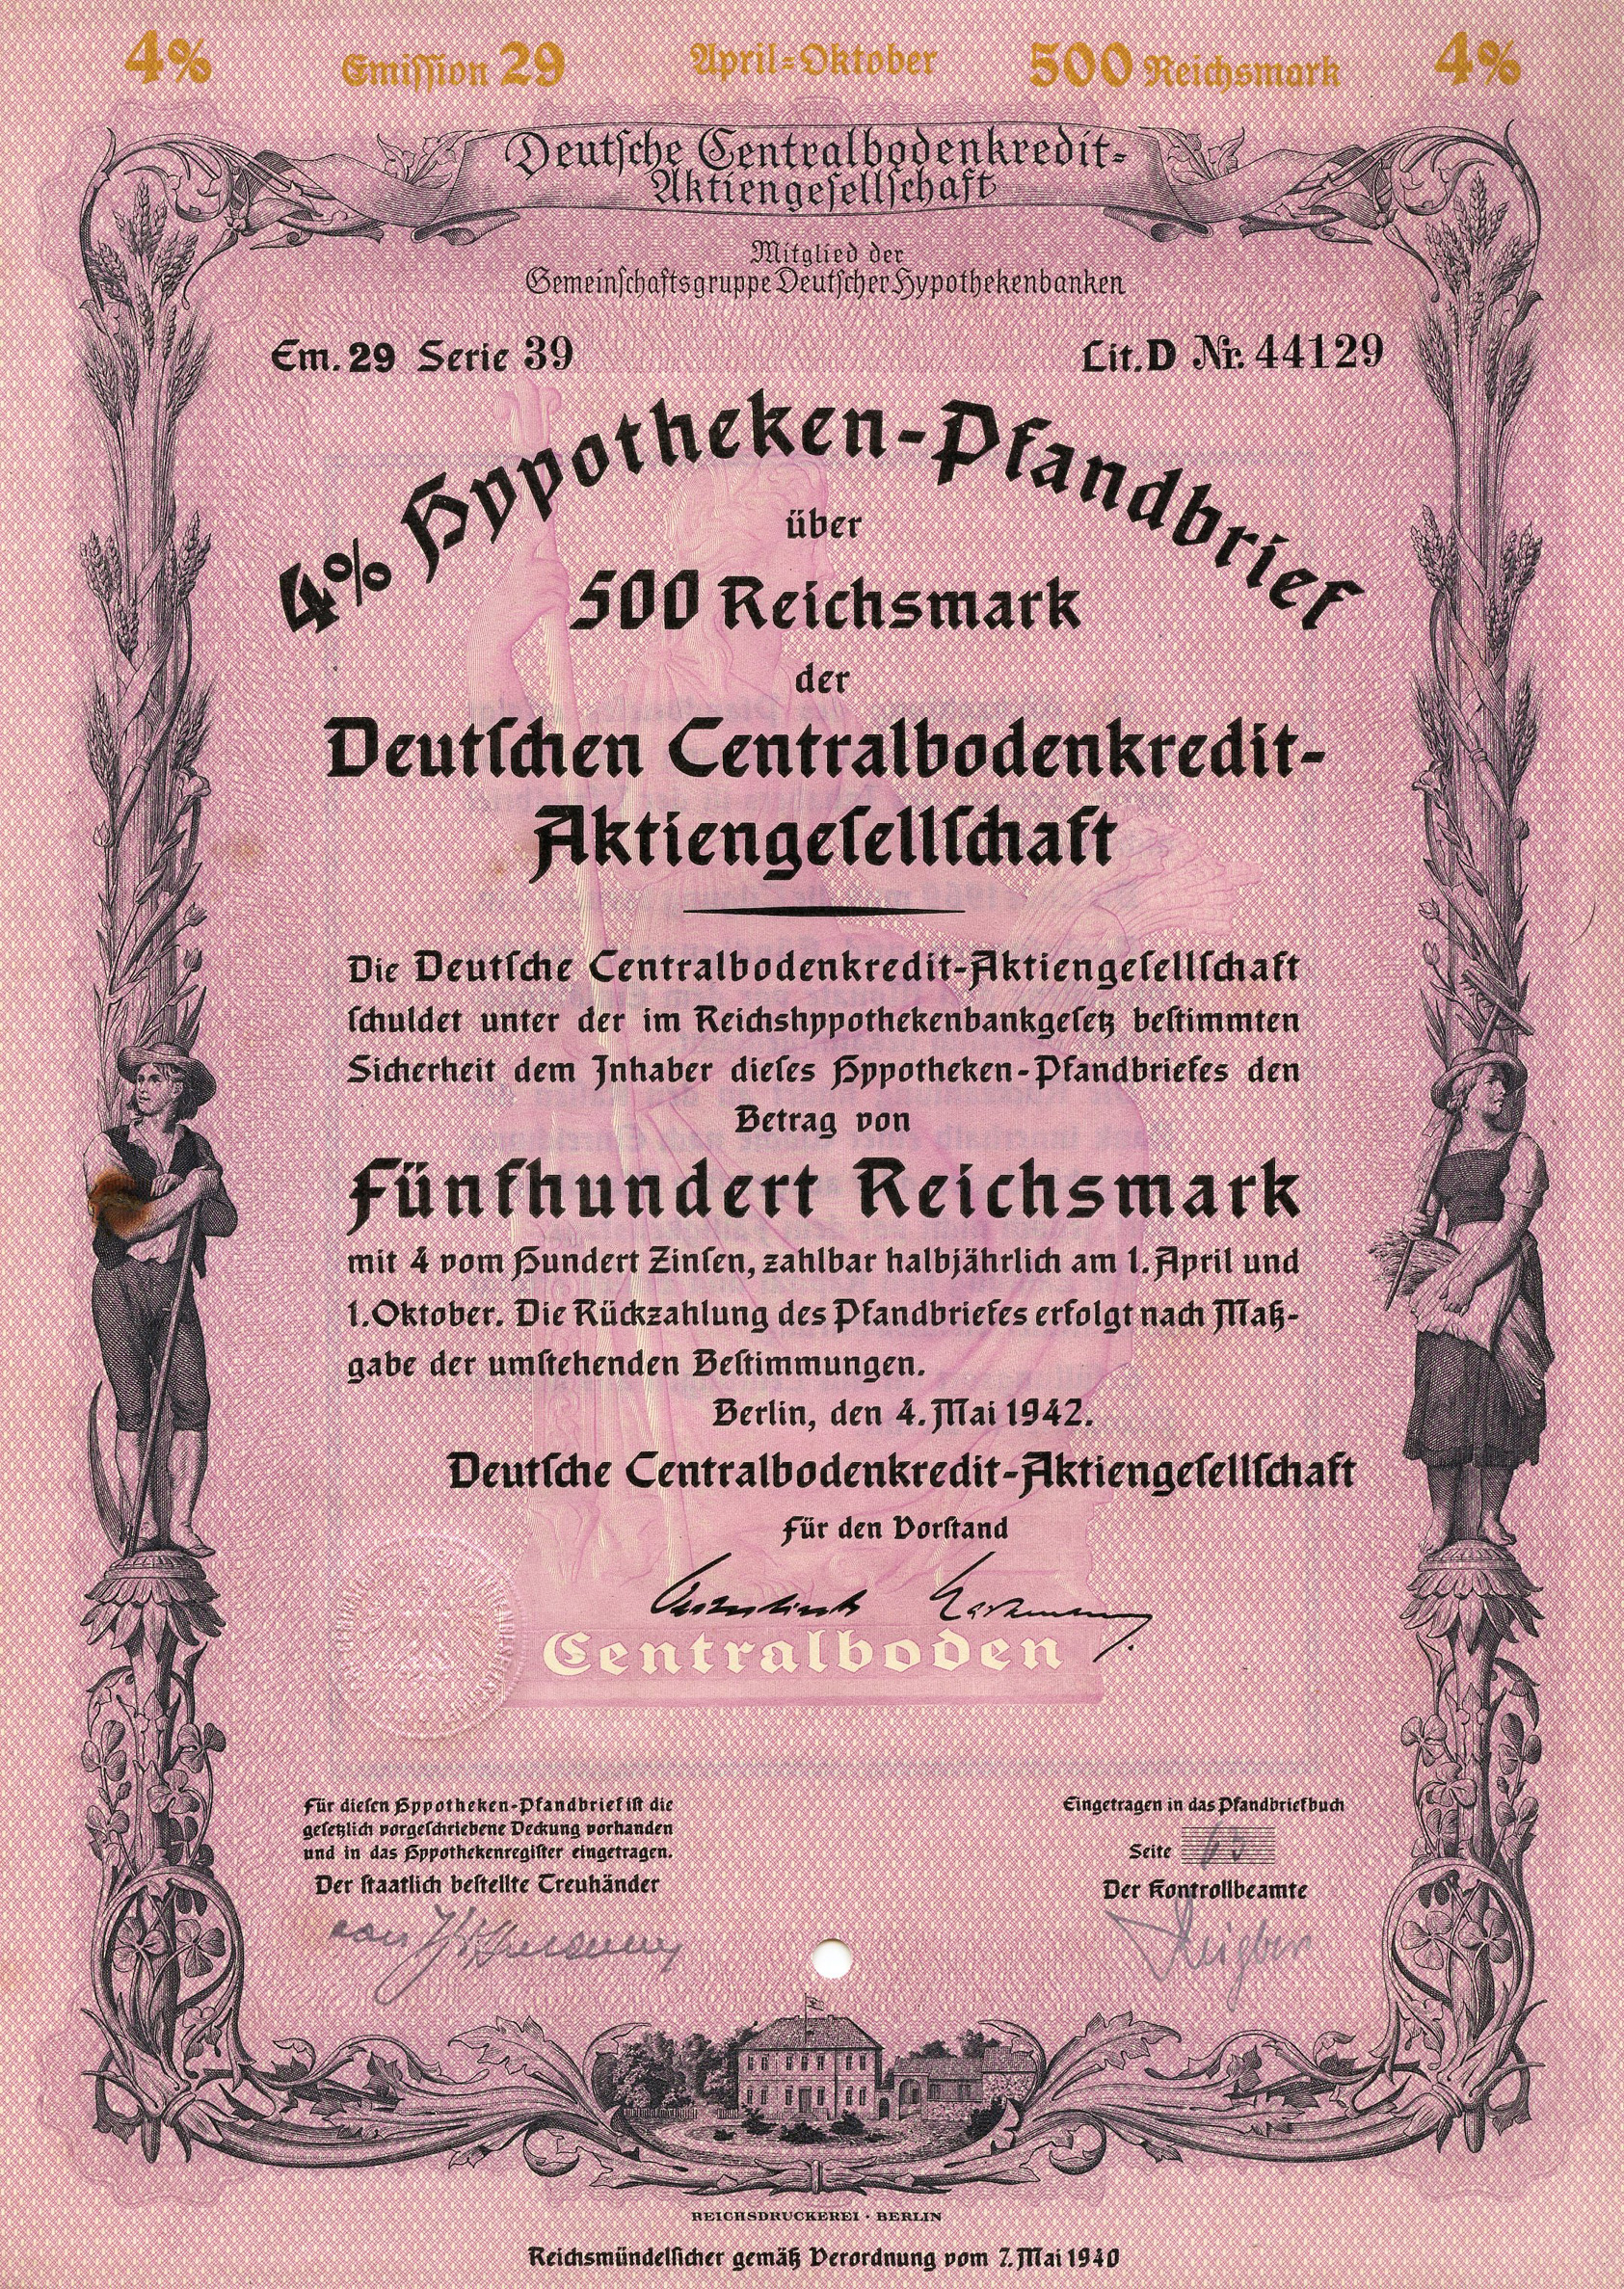 4% Emission 29 April=Oktober 500 Reichsmark 4%
Deutsche Centralbodenkredit=
Aktiengesellschaft
Mitglied der
Gemeinschaftsgruppe Deutscher Hypothekenbanken
Em. 29 Serie 39 Lit. D Nr. 44129
4% Hypotheken-Pfandbrief
über
500 Reichsmark
der
Deutschen Centralbodenkredit-
Aktiengesellschaft
Die Deutsche Centralbodenkredit-Aktiengesellschaft
schuldet unter der im Reichshypothekenbankgesetz bestimmten
Sicherheit dem Inhaber dieses Hypotheken-Pfandbriefes den
Betrag von
Fünfhundert Reichsmark
mit 4 vom Hundert Zinsen, zahlbar halbjährlich am 1. April und
1. Oktober. Die Rückzahlung des Pfandbriefes erfolgt nach Maß-
gabe der umstehenden Bestimmungen.
Berlin, den 4. Mai 1942.
Deutsche Centralbodenkredit-Aktiengesellschaft
Für den Vorstand
Centralboden
Für diesen Hypotheken-Pfandbrief ist die
gesetzlich vorgeschriebene Deckung vorhanden
und in das Hypothekenregister eingetragen.
Der staatlich bestellte Treuhänder
Eingetragen in das Pfandbriefbuch
Seite 63
Der Kontrollbeamte
REICHSDRUCKEREI · BERLIN
Reichsmündelsicher gemäß Verordnung vom 7. Mai 1940